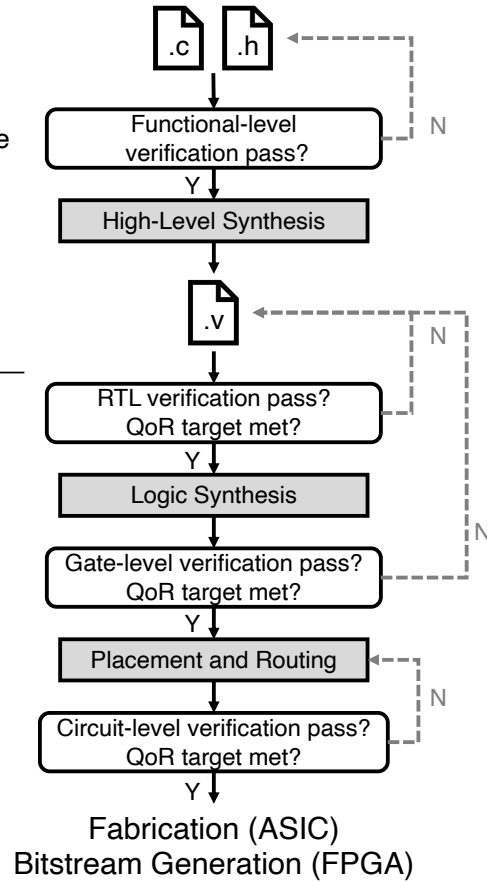 .c .h
N
Functional-level
verification pass?
e
Y
High-Level Synthesis
.v
N
RTL verification pass?
QoR target met?
Y
Logic Synthesis
N
Gate-level verification pass?
QoR target met?
Y
Placement and Routing
N
Circuit-level verification pass?
QoR target met?
Y
Fabrication (ASIC)
Bitstream Generation (FPGA)